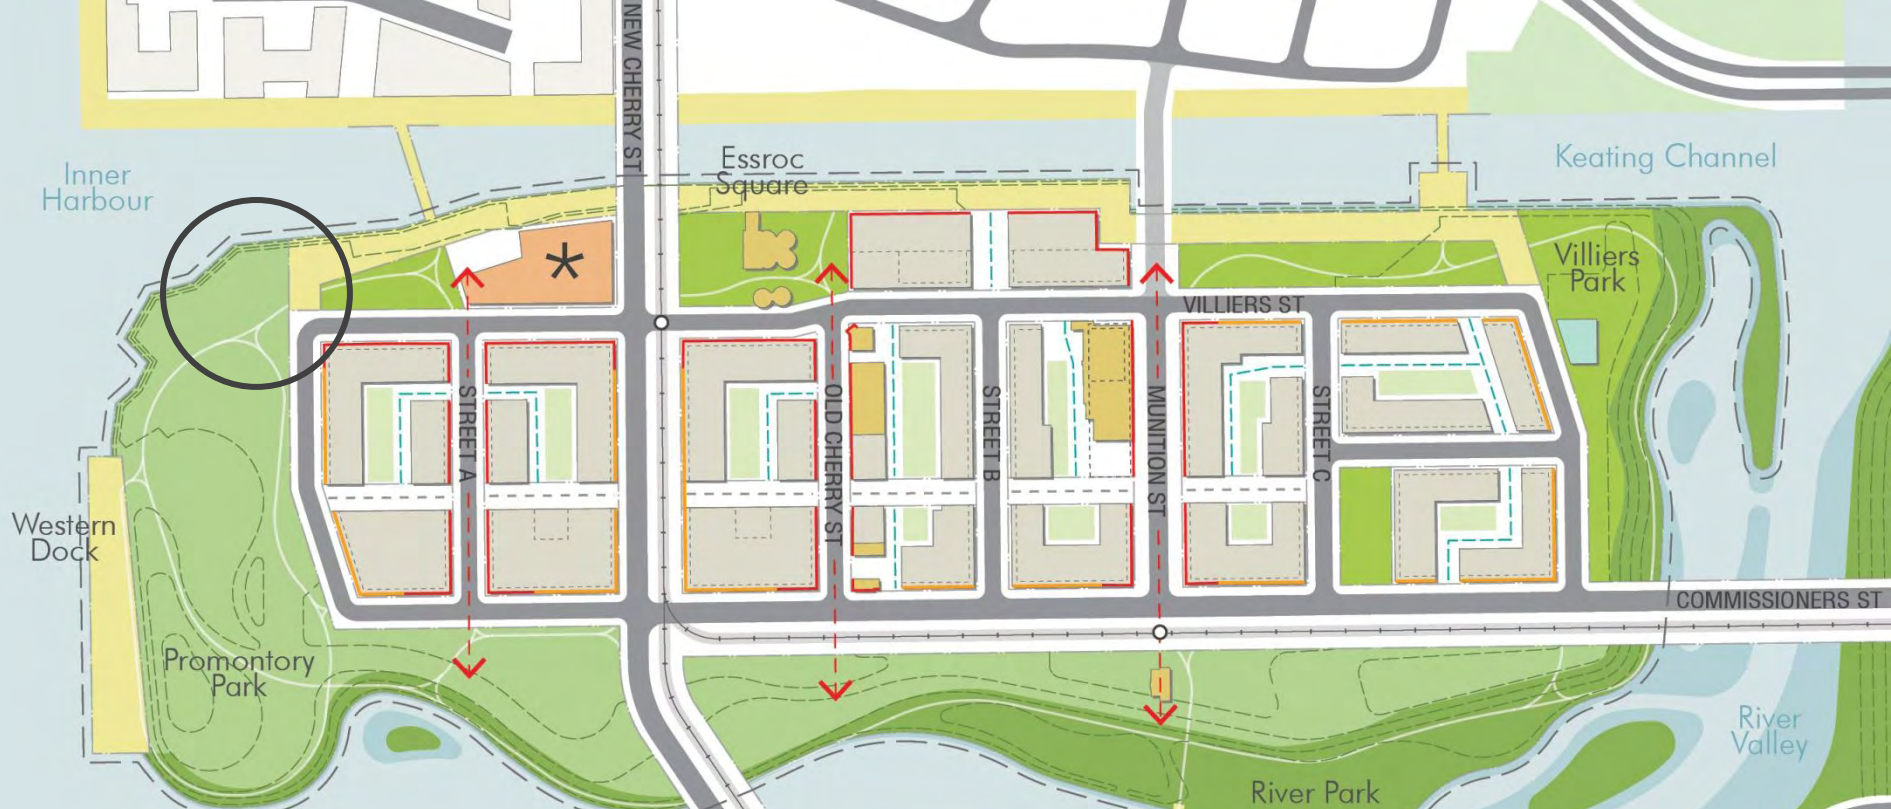 NEW CHERRY ST
Essroc
Square
Keating Channel
Inner
Harbour
*
Villiers
Park
VILLIERS ST
STREET A
OLD CHERRY ST
STREET B
MUNITION ST
STREET C
Western
Dock
COMMISSIONERS ST
Promontory
Park
River
Valley
River Park